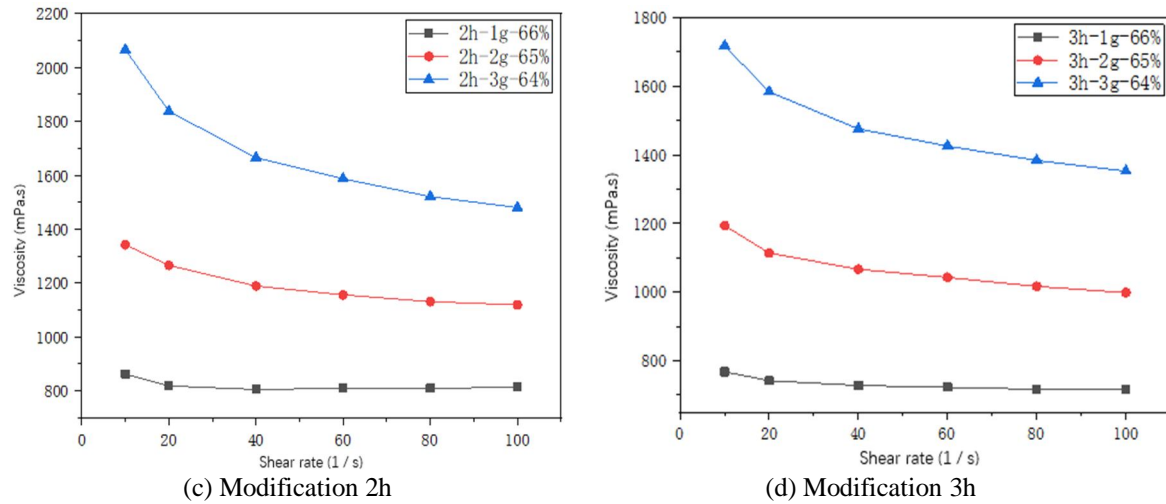 2200
2000
1800
1600
1400
1200
1000
800
Viscosity (mPa.s)
2h-1g-66%
2h-2g-65%
2h-3g-64%
0 20 40 60 80 100
Shear rate (1 / s)
(c) Modification 2h
1800
1600
1400
1200
1000
800
Viscosity (mPa.s)
3h-1g-66%
3h-2g-65%
3h-3g-64%
0 20 40 60 80 100
Shear rate (1 / s)
(d) Modification 3h